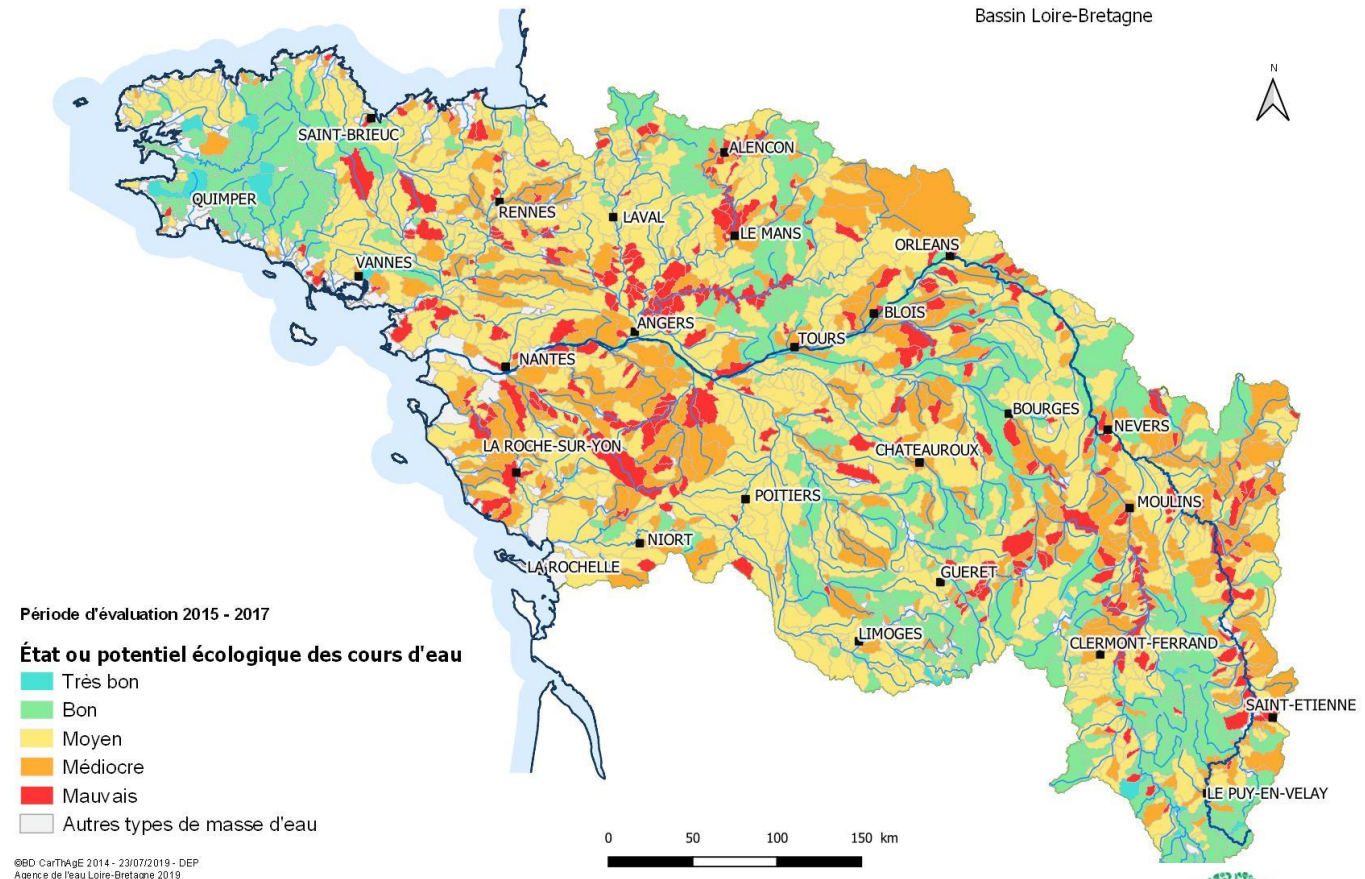 Bassin Loire-Bretagne
N
SAINT-BRIEUC
ALENCON
QUIMPER
RENNES
LAVAL
LE MANS
ORLEANS
VANNES
BLOIS
ANGERS
TOURS
NANTES
BOURGES
NEVERS
LA ROCHE-SUR-YON
CHATEAUROUX
POITIERS
MOULINS
NIORT
LA ROCHELLE
GUERET
LIMOGES
CLERMONT-FERRAND
SAINT-ETIENNE
LE PUY-EN-VELAY
Période d'évaluation 2015 - 2017
État ou potentiel écologique des cours d'eau
Très bon
Bon
Moyen
Médiocre
Mauvais
Autres types de masse d'eau
0 50 100 150 km
©BD CarThAgE 2014 - 23/07/2019 - DEP
Agence de l'eau Loire-Bretagne 2019